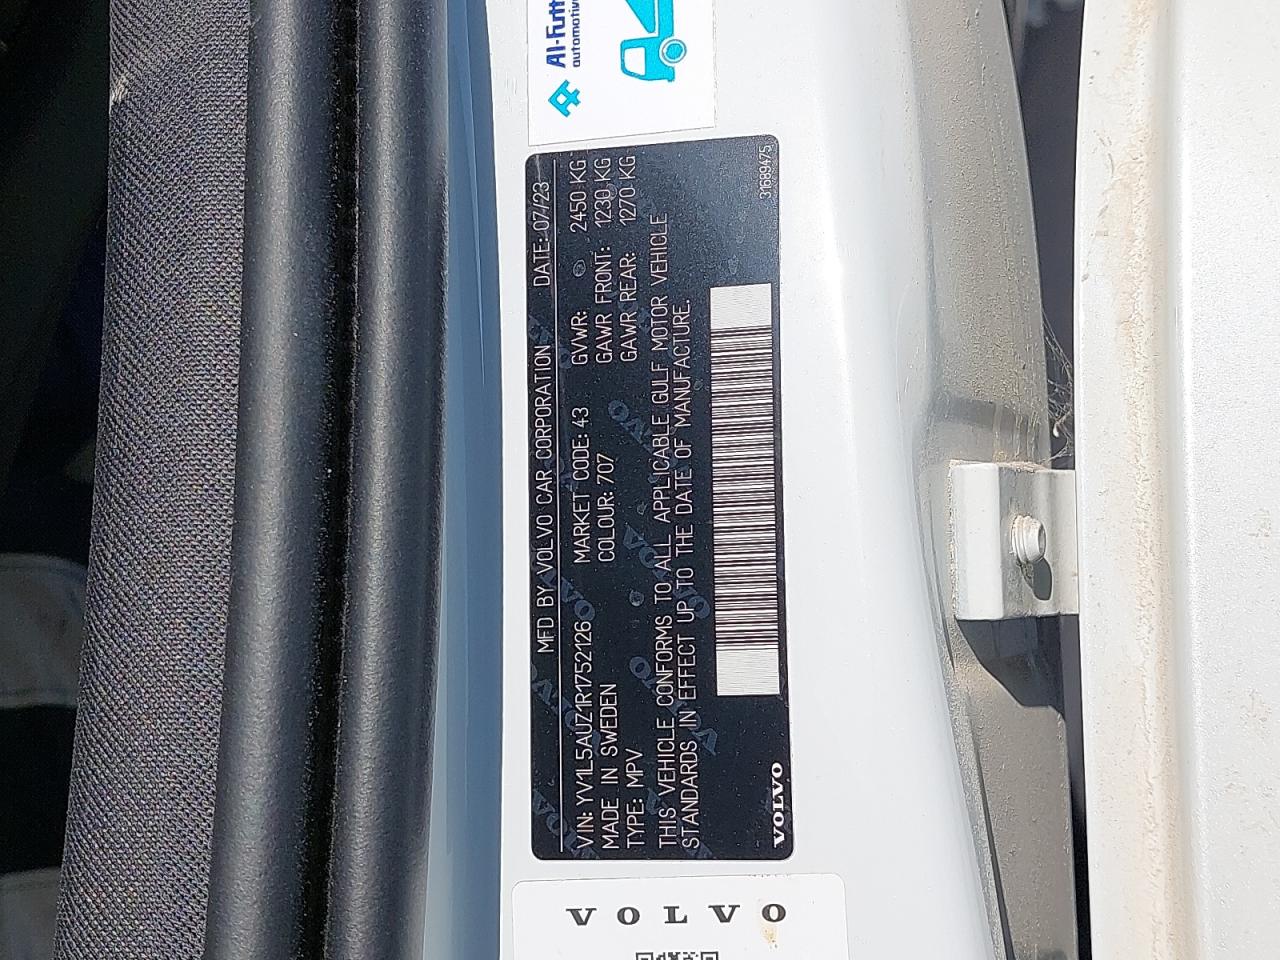 MFD BY VOLVO CAR CORPORATION DATE: 07/23
VIN: YV1L5AUZ1R1752126 MARKET CODE: 43 GVWR: 2450 KG
MADE IN SWEDEN COLOUR: 707 GAWR FRONT: 1230 KG
TYPE: MPV GAWR REAR: 1270 KG
THIS VEHICLE CONFORMS TO ALL APPLICABLE GULF MOTOR VEHICLE
STANDARDS IN EFFECT UP TO THE DATE OF MANUFACTURE.
VOLVO 31689475
automotive
VOLVO